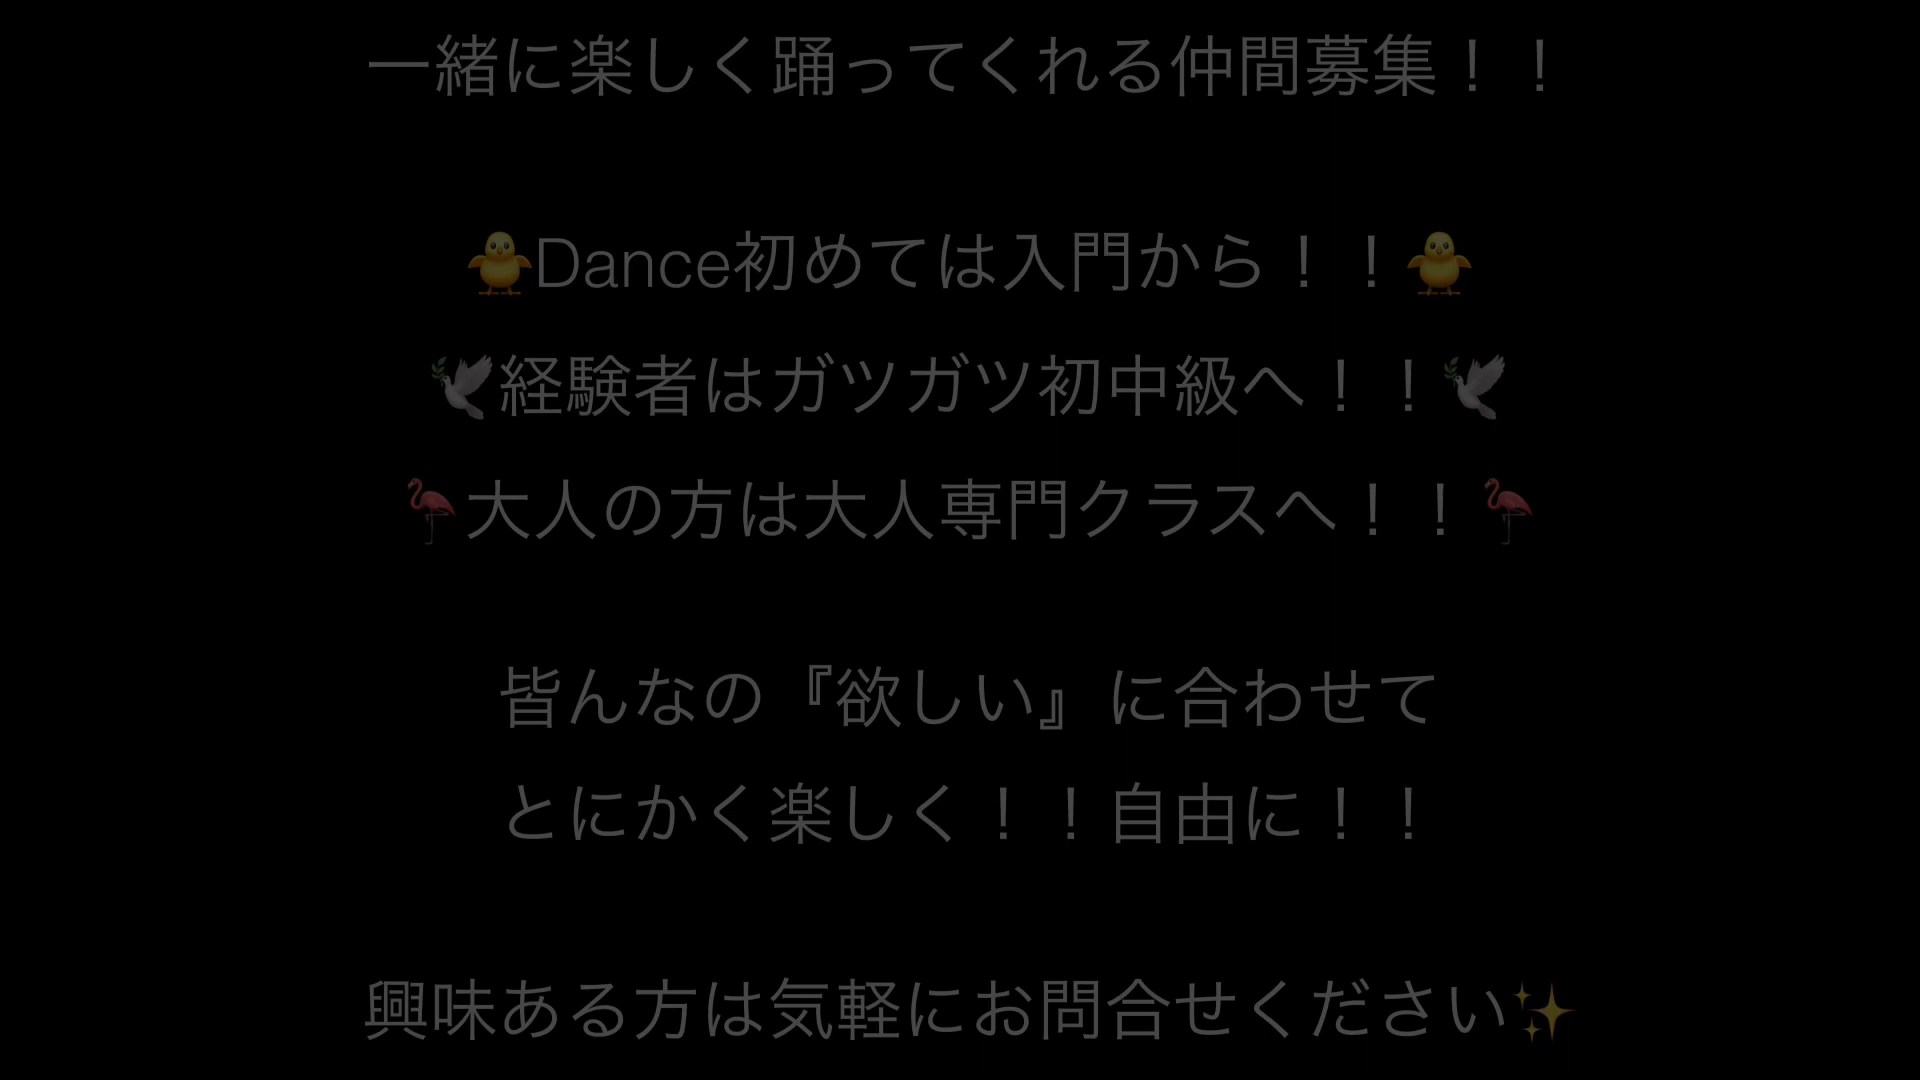 一緒に楽しく踊ってくれる仲間募集！！
🐥Dance初めては入門から！！🐥
🕊経験者はガツガツ初中級へ！！🕊
🦩大人の方は大人専門クラスへ！！🦩
皆んなの『欲しい』に合わせて
とにかく楽しく！！自由に！！
興味ある方は気軽にお問合せください✨